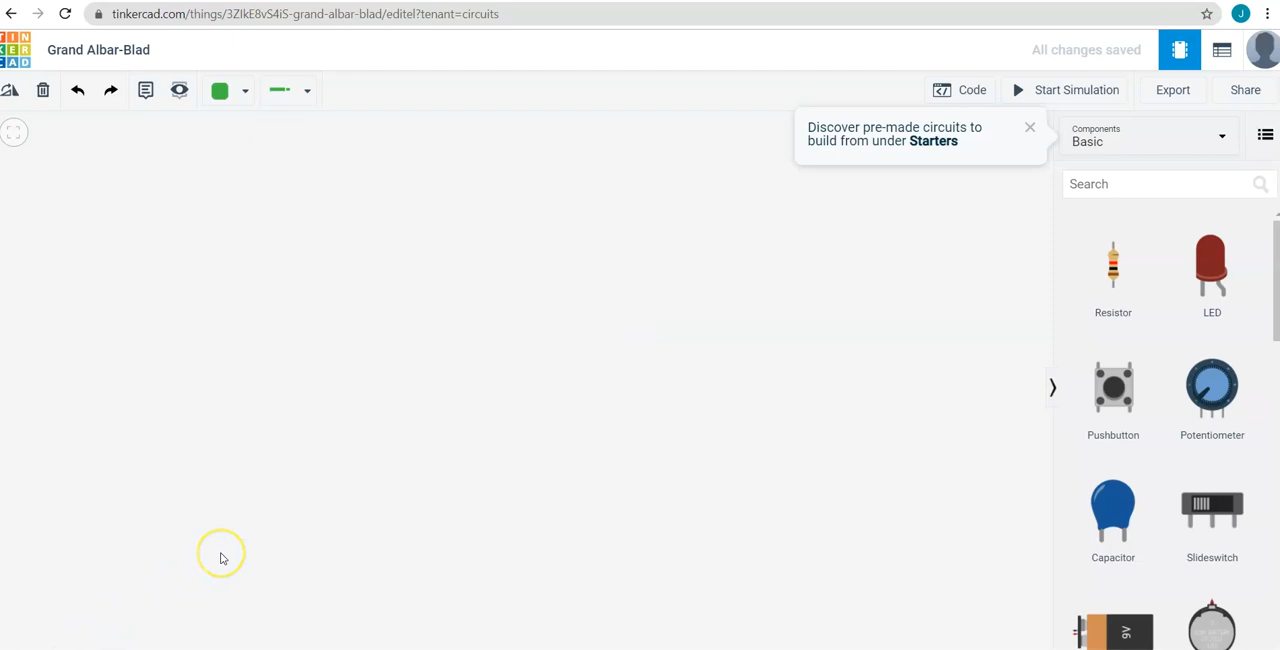 tinkercad.com/things/3ZIkE8vS4iS-grand-albar-blad/editel?tenant=circuits
J
TIN
KER
CAD
Grand Albar-Blad
All changes saved
Code
Start Simulation
Export
Share
Discover pre-made circuits to
build from under Starters
Components
Basic
Search
Resistor
LED
Pushbutton
Potentiometer
Capacitor
Slideswitch
9V